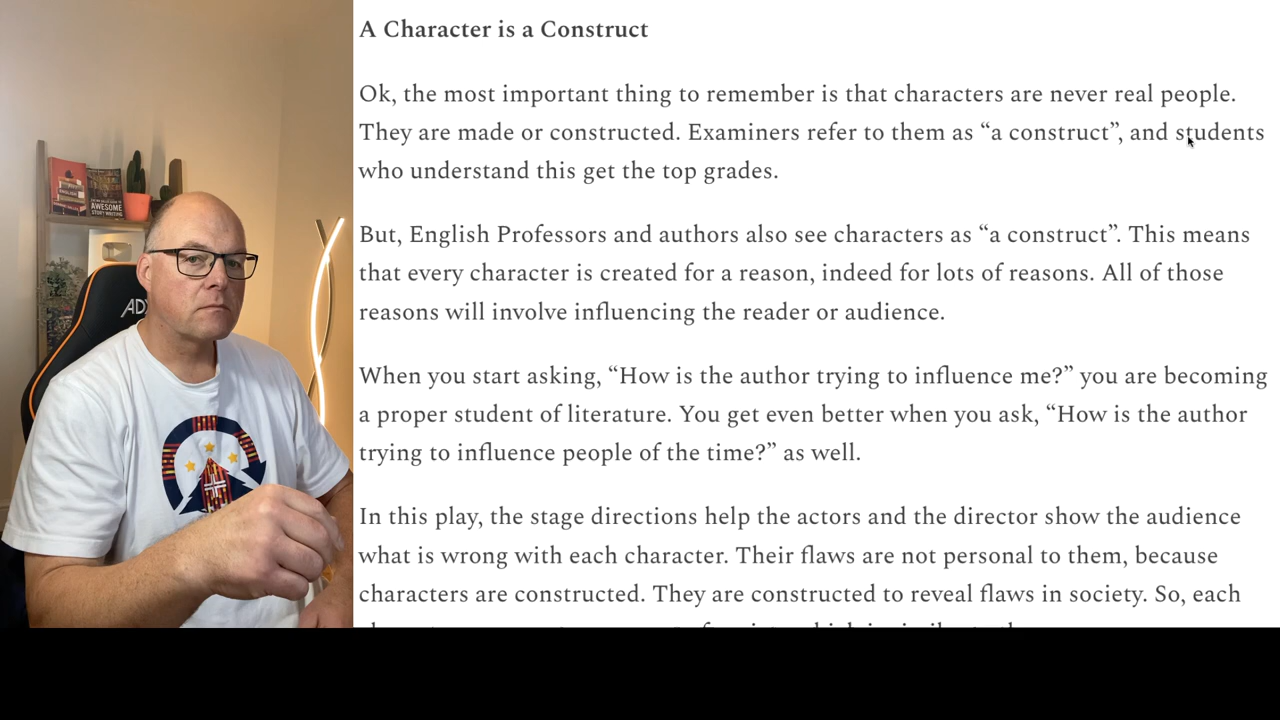 A Character is a Construct
Ok, the most important thing to remember is that characters are never real people.
They are made or constructed. Examiners refer to them as “a construct”, and students
who understand this get the top grades.
But, English Professors and authors also see characters as “a construct”. This means
that every character is created for a reason, indeed for lots of reasons. All of those
reasons will involve influencing the reader or audience.
When you start asking, “How is the author trying to influence me?” you are becoming
a proper student of literature. You get even better when you ask, “How is the author
trying to influence people of the time?” as well.
In this play, the stage directions help the actors and the director show the audience
what is wrong with each character. Their flaws are not personal to them, because
characters are constructed. They are constructed to reveal flaws in society. So, each
ENGLISH
AWESOME
STORY WRITING
AD